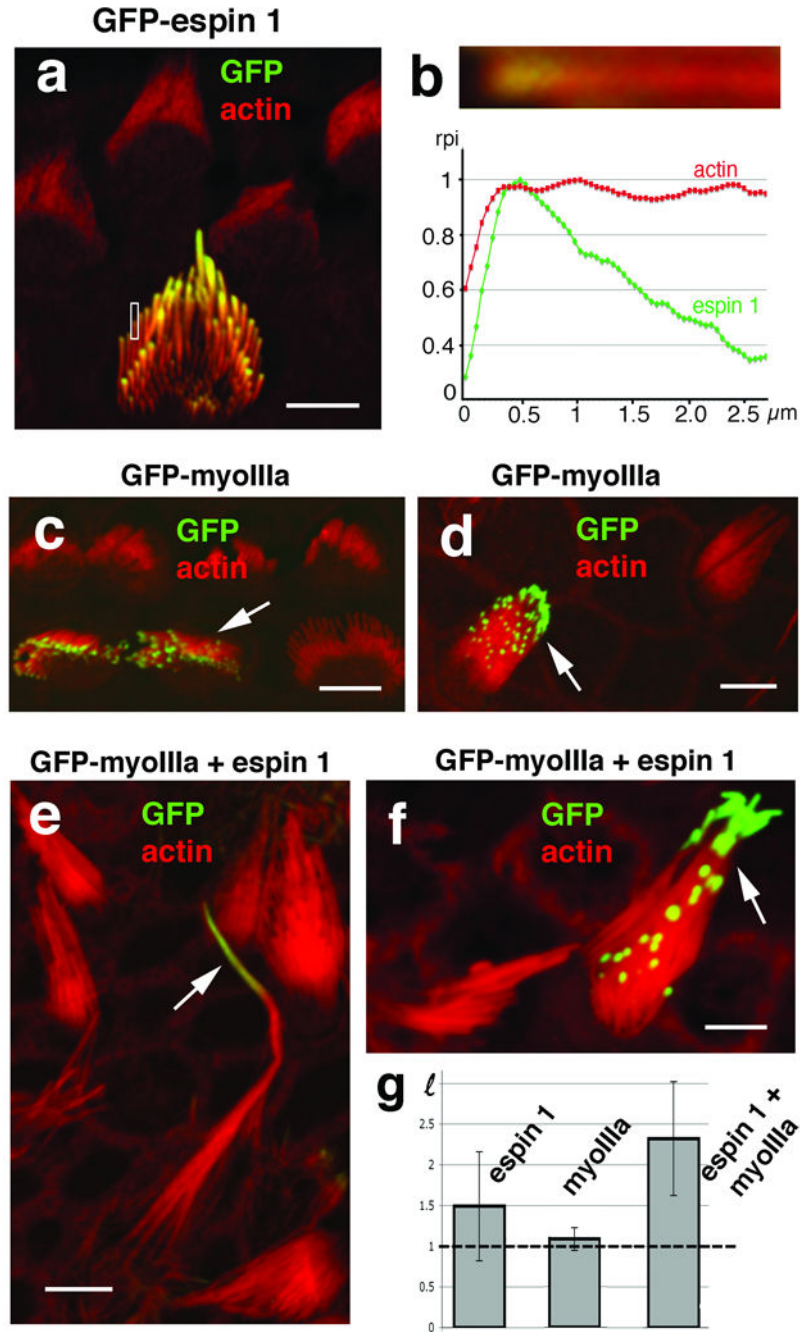 GFP-espin 1
a
GFP
actin
b
rpi
1
0.8
0.6
0.4
0
actin
espin 1
0 0.5 1 1.5 2.0 2.5 µm
GFP-myoIIIa
c
GFP
actin
GFP-myoIIIa
d
GFP
actin
GFP-myoIIIa + espin 1
e
GFP
actin
GFP-myoIIIa + espin 1
f
GFP
actin
g
ℓ
2.5
2
1.5
1
0.5
0
espin 1
myoIIIa
espin 1 +
myoIIIa